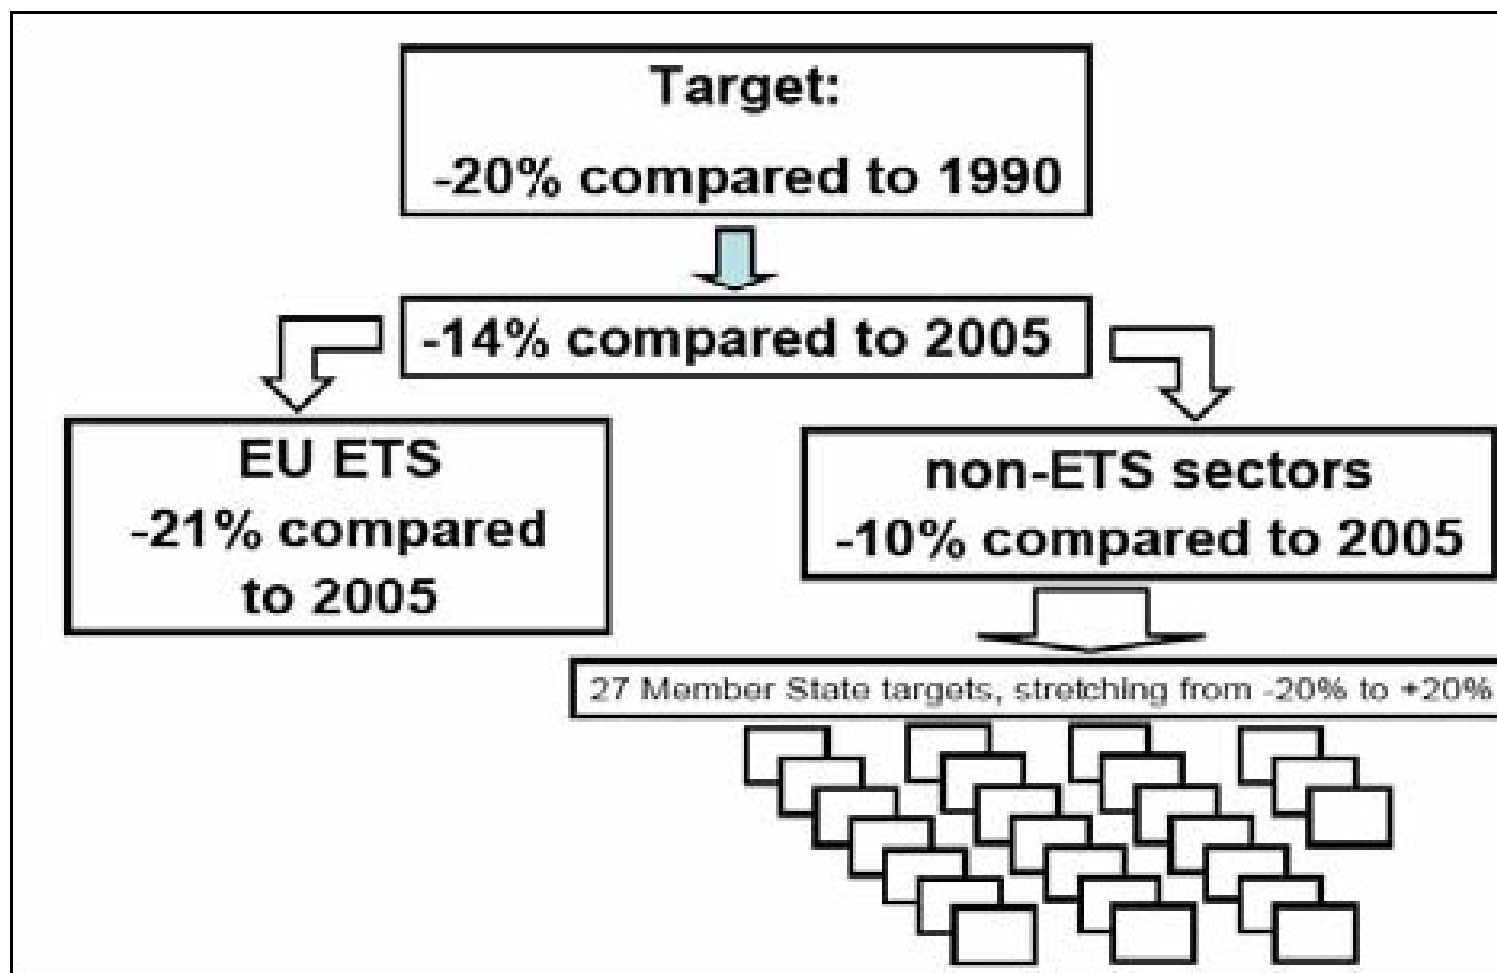 Target:
-20% compared to 1990
-14% compared to 2005
EU ETS
-21% compared
to 2005
non-ETS sectors
-10% compared to 2005
27 Member State targets, stretching from -20% to +20%